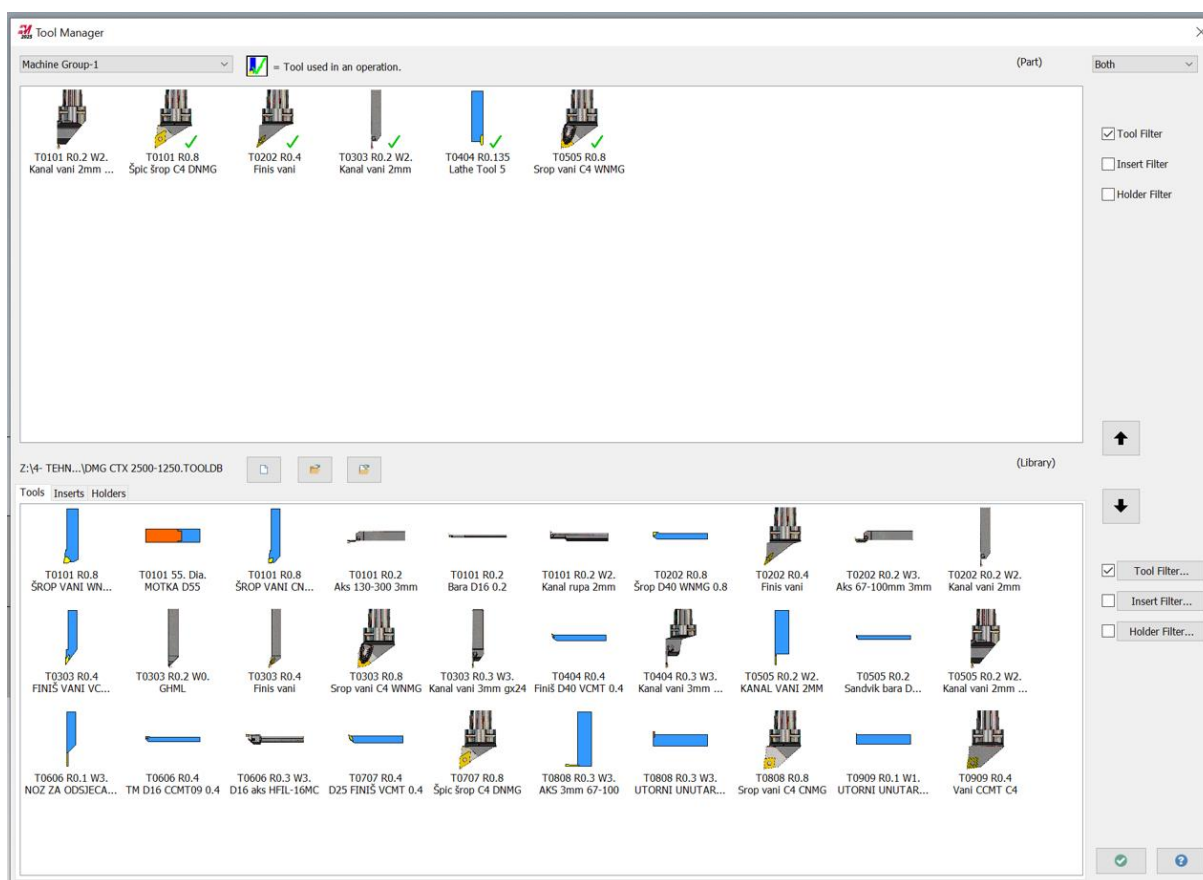 Tool Manager
Machine Group-1
= Tool used in an operation.
(Part)
Both
T0101 R0.2 W2. T0101 R0.8 T0202 R0.4 T0303 R0.2 W2. T0404 R0.135 T0505 R0.8
Kanal vani 2mm ... Špic šrop C4 DNMG Finis vani Kanal vani 2mm Lathe Tool 5 Srop vani C4 WNMG
Tool Filter
Insert Filter
Holder Filter
Z:\4- TEHN...\DMG CTX 2500-1250.TOOLDB
(Library)
Tools Inserts Holders
T0101 R0.8 T0101 55. Dia. T0101 R0.8 T0101 R0.2 T0101 R0.2 T0101 R0.2 W2. T0202 R0.8 T0202 R0.4 T0202 R0.2 W3. T0202 R0.2 W2.
ŠROP VANI WN... MOTKA D55 ŠROP VANI CN... Aks 130-300 3mm Bara D16 0.2 Kanal rupa 2mm Šrop D40 WNMG 0.8 Finis vani Aks 67-100mm 3mm Kanal vani 2mm
T0303 R0.4 T0303 R0.2 W0. T0303 R0.4 T0303 R0.8 T0303 R0.3 W3. T0404 R0.4 T0404 R0.3 W3. T0505 R0.2 W2. T0505 R0.2 T0505 R0.2 W2.
FINIŠ VANI VC... GHML Finis vani Srop vani C4 WNMG Kanal vani 3mm gx24 Finiš D40 VCMT 0.4 Kanal vani 3mm ... KANAL VANI 2MM Sandvik bara D... Kanal vani 2mm ...
T0606 R0.1 W3. T0606 R0.4 T0606 R0.3 W3. T0707 R0.4 T0707 R0.8 T0808 R0.3 W3. T0808 R0.3 W3. T0808 R0.8 T0909 R0.1 W1. T0909 R0.4
NOZ ZA ODSJECA... TM D16 CCMT09 0.4 D16 aks HFIL-16MC D25 FINIŠ VCMT 0.4 Špic šrop C4 DNMG AKS 3mm 67-100 UTORNI UNUTAR... Srop vani C4 CNMG UTORNI UNUTAR... Vani CCMT C4
Tool Filter...
Insert Filter...
Holder Filter...